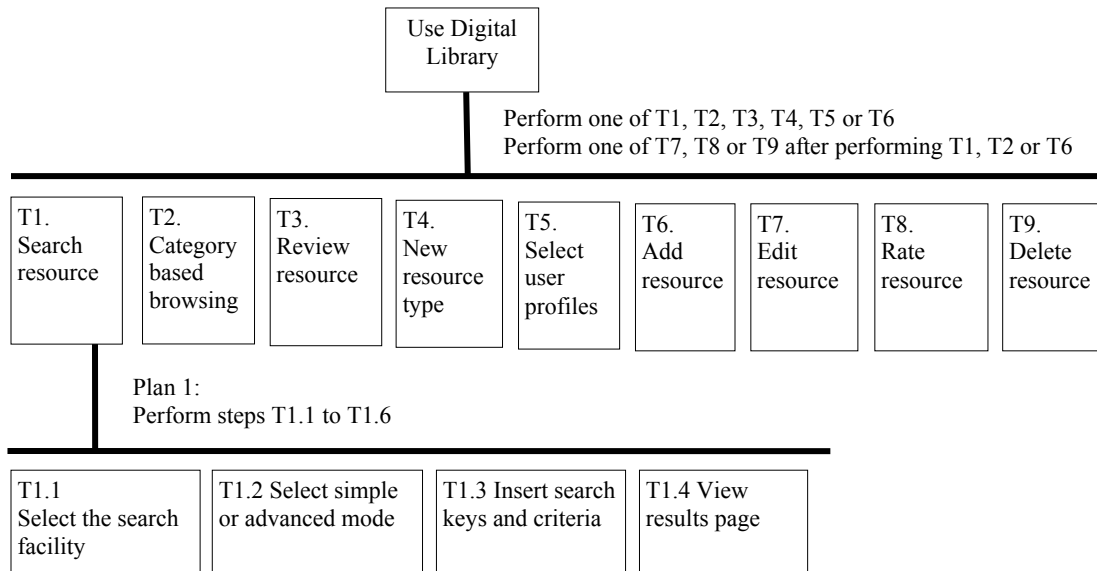 Use Digital
Library
Perform one of T1, T2, T3, T4, T5 or T6
Perform one of T7, T8 or T9 after performing T1, T2 or T6
T1.
Search
resource
T2.
Category
based
browsing
T3.
Review
resource
T4.
New
resource
type
T5.
Select
user
profiles
T6.
Add
resource
T7.
Edit
resource
T8.
Rate
resource
T9.
Delete
resource
Plan 1:
Perform steps T1.1 to T1.6
T1.1
Select the search
facility
T1.2 Select simple
or advanced mode
T1.3 Insert search
keys and criteria
T1.4 View
results page